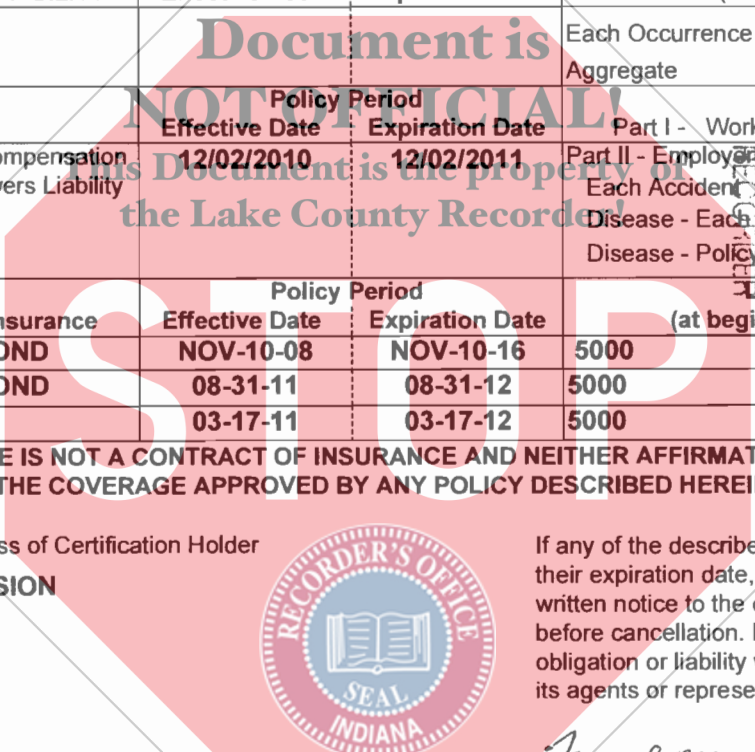 Document is
Each Occurrence
Aggregate
NOT OFFICIAL!
Policy Period
Effective Date Expiration Date Part I - Work
ompensation 12/02/2010 12/02/2011 Part II - Employe
This Document is the property of
ers Liability Each Accident
the Lake County Recorder!
Disease - Each
Disease - Policy
STOP
Policy Period
nsurance Effective Date Expiration Date (at begi
OND NOV-10-08 NOV-10-16 5000
OND 08-31-11 08-31-12 5000
03-17-11 03-17-12 5000
E IS NOT A CONTRACT OF INSURANCE AND NEITHER AFFIRMAT
THE COVERAGE APPROVED BY ANY POLICY DESCRIBED HEREI
ss of Certification Holder If any of the describe
SION their expiration date,
written notice to the
before cancellation.
obligation or liability
its agents or represe
RECORDER'S OFFICE
SEAL
INDIANA